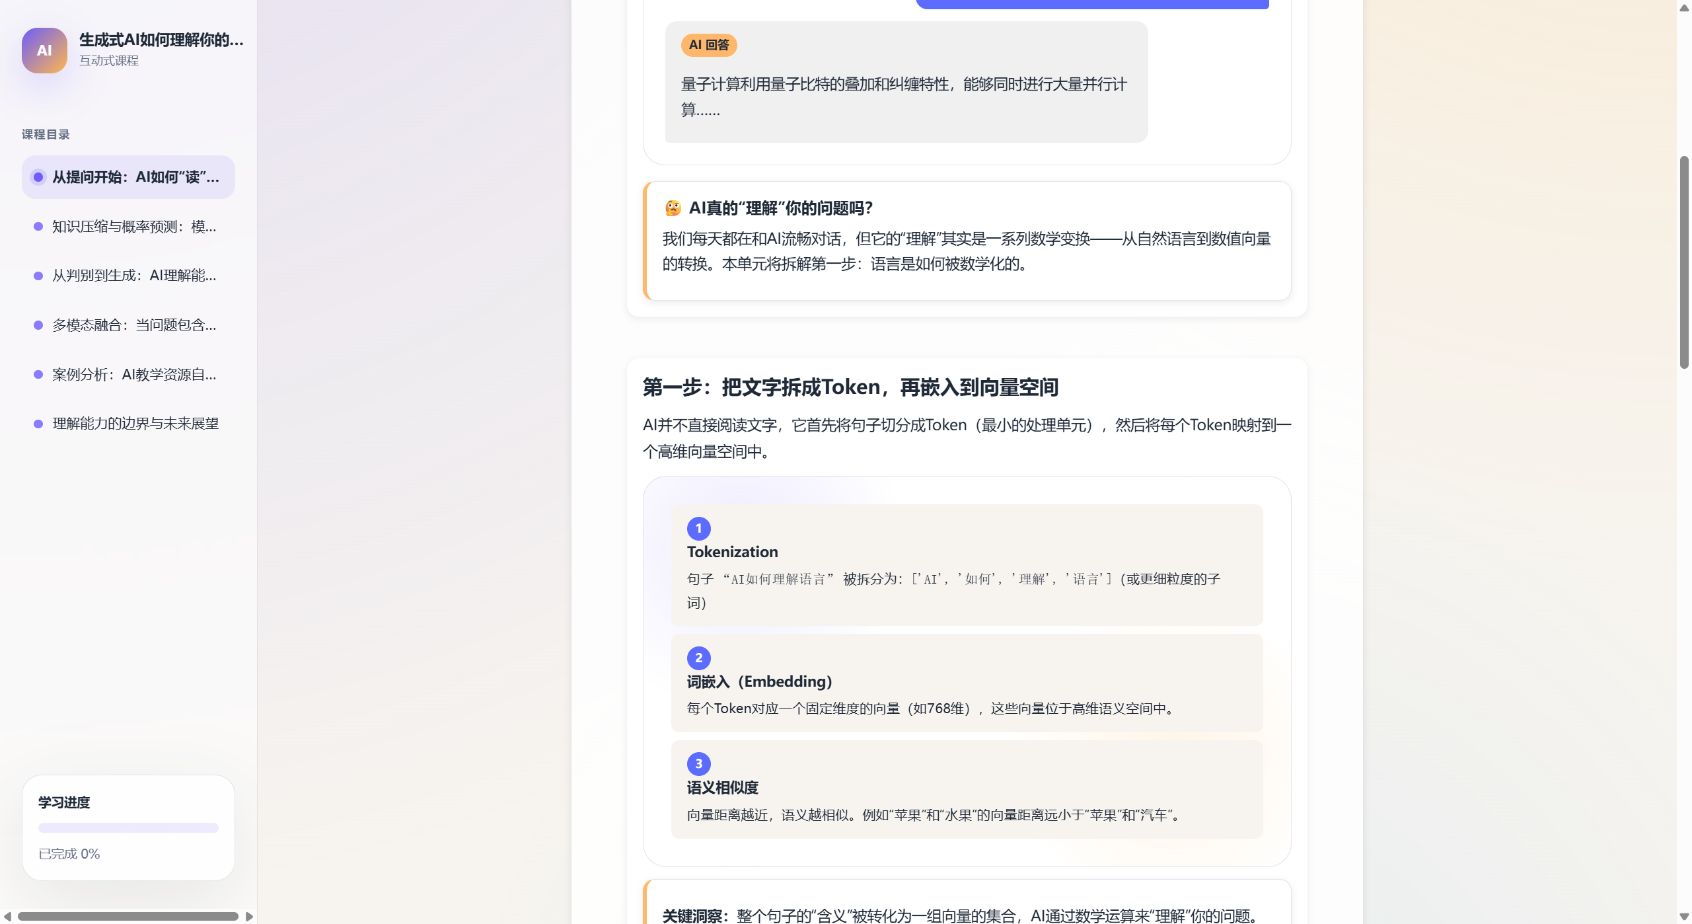 AI
生成式AI如何理解你的...
互动式课程
课程目录
从提问开始：AI如何“读”...
知识压缩与概率预测：模...
从判别到生成：AI理解能...
多模态融合：当问题包含...
案例分析：AI教学资源自...
理解能力的边界与未来展望
学习进度
已完成 0%
AI 回答
量子计算利用量子比特的叠加和纠缠特性，能够同时进行大量并行计
算……
🤔 AI真的“理解”你的问题吗？
我们每天都在和AI流畅对话，但它的“理解”其实是一系列数学变换——从自然语言到数值向量
的转换。本单元将拆解第一步：语言是如何被数学化的。
第一步：把文字拆成Token，再嵌入到向量空间
AI并不直接阅读文字，它首先将句子切分成Token（最小的处理单元），然后将每个Token映射到一
个高维向量空间中。
1
Tokenization
句子 “AI如何理解语言” 被拆分为：['AI', '如何', '理解', '语言']（或更细粒度的子
词）
2
词嵌入（Embedding）
每个Token对应一个固定维度的向量（如768维），这些向量位于高维语义空间中。
3
语义相似度
向量距离越近，语义越相似。例如“苹果”和“水果”的向量距离远小于“苹果”和“汽车”。
关键洞察：整个句子的“含义”被转化为一组向量的集合，AI通过数学运算来“理解”你的问题。